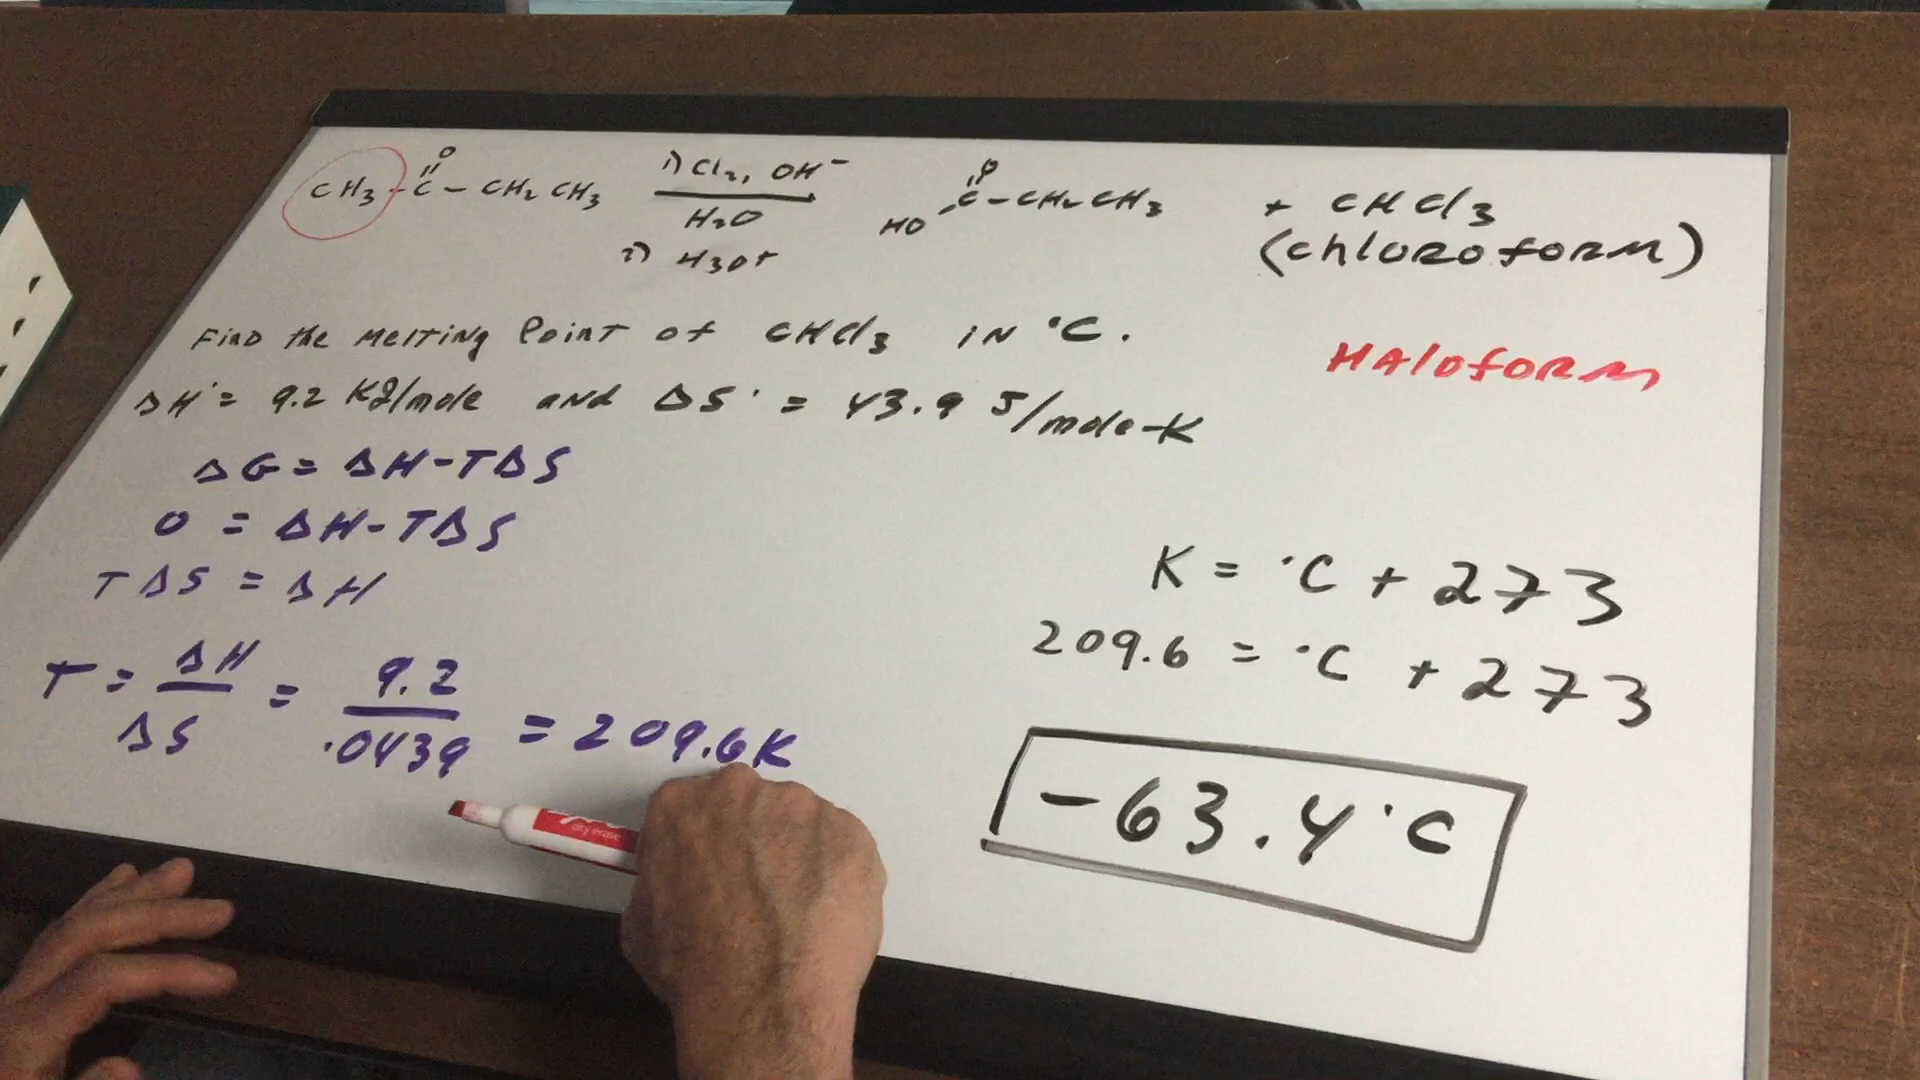 CH3-C-CH2CH3 1) Cl2, OH- HO C-CH2CH3 + CHCl3
O H2O O (chloroform)
2) H3O+
Find the Melting Point of CHCl3 in °C.
HAloform
ΔH° = 9.2 KJ/mole and ΔS° = 43.9 J/mole-K
ΔG = ΔH-TΔS
0 = ΔH-TΔS
TΔS = ΔH
T = ΔH/ΔS = 9.2/.0439 = 209.6K
K = °C + 273
209.6 = °C + 273
-63.4°C
dry erase